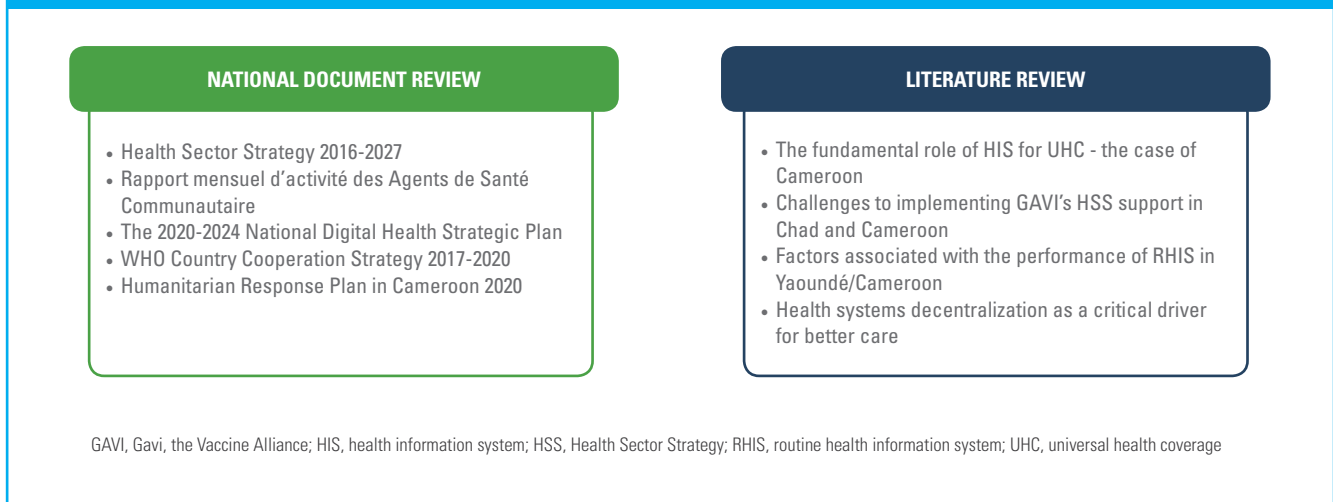 NATIONAL DOCUMENT REVIEW
• Health Sector Strategy 2016-2027
• Rapport mensuel d'activité des Agents de Santé
Communautaire
• The 2020-2024 National Digital Health Strategic Plan
• WHO Country Cooperation Strategy 2017-2020
• Humanitarian Response Plan in Cameroon 2020
LITERATURE REVIEW
• The fundamental role of HIS for UHC - the case of
Cameroon
• Challenges to implementing GAVI's HSS support in
Chad and Cameroon
• Factors associated with the performance of RHIS in
Yaoundé/Cameroon
• Health systems decentralization as a critical driver
for better care
GAVI, Gavi, the Vaccine Alliance; HIS, health information system; HSS, Health Sector Strategy; RHIS, routine health information system; UHC, universal health coverage